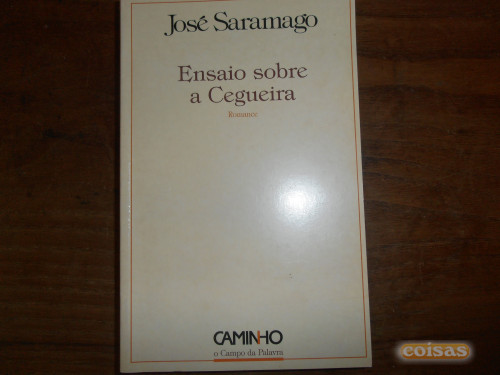 José Saramago
Ensaio sobre
a Cegueira
Romance
CAMINHO
o Campo da Palavra
coisas